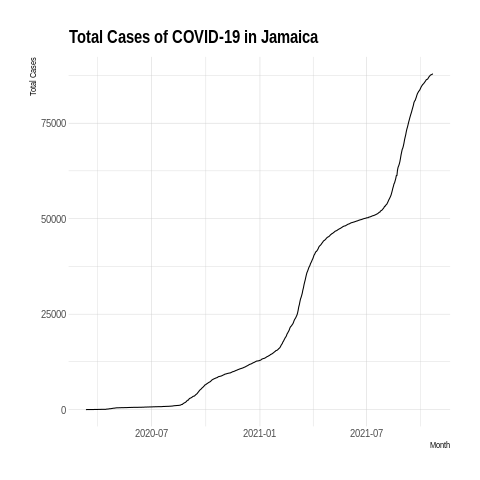 Total Cases of COVID-19 in Jamaica
Total Cases
75000
50000
25000
0
2020-07 2021-01 2021-07
Month